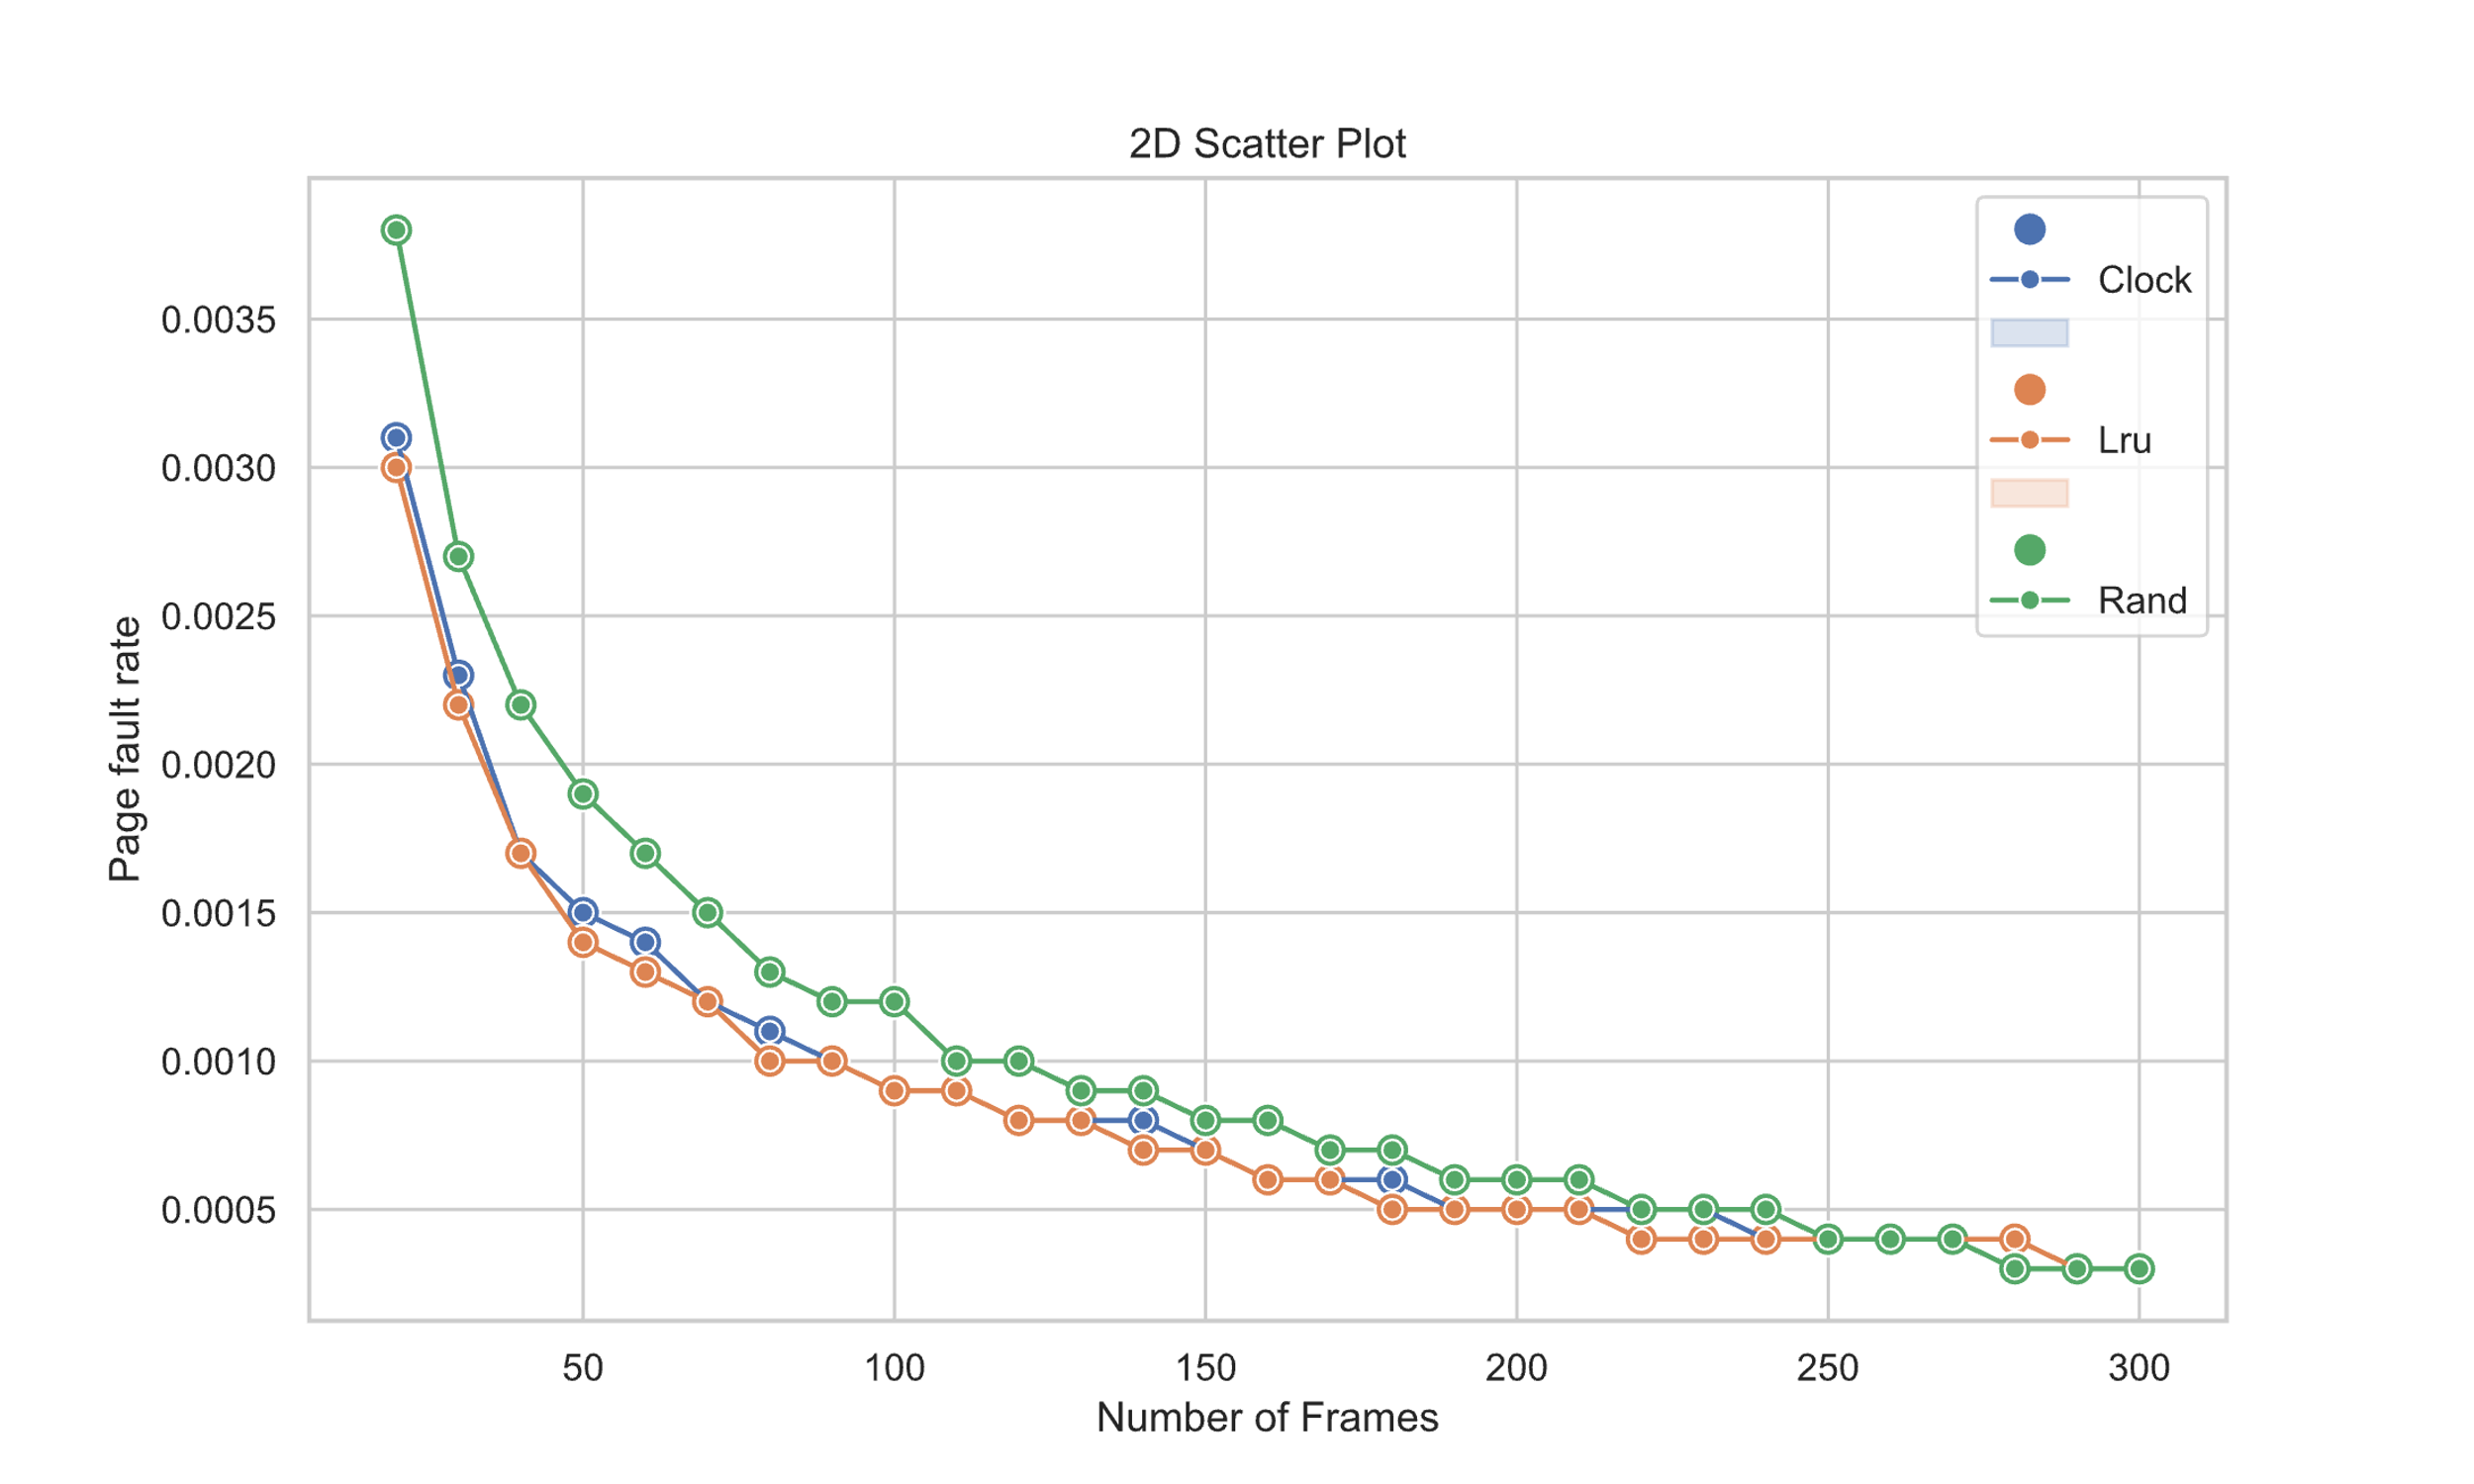 2D Scatter Plot
Clock
Lru
Rand
Page fault rate
0.0035
0.0030
0.0025
0.0020
0.0015
0.0010
0.0005
50 100 150 200 250 300
Number of Frames